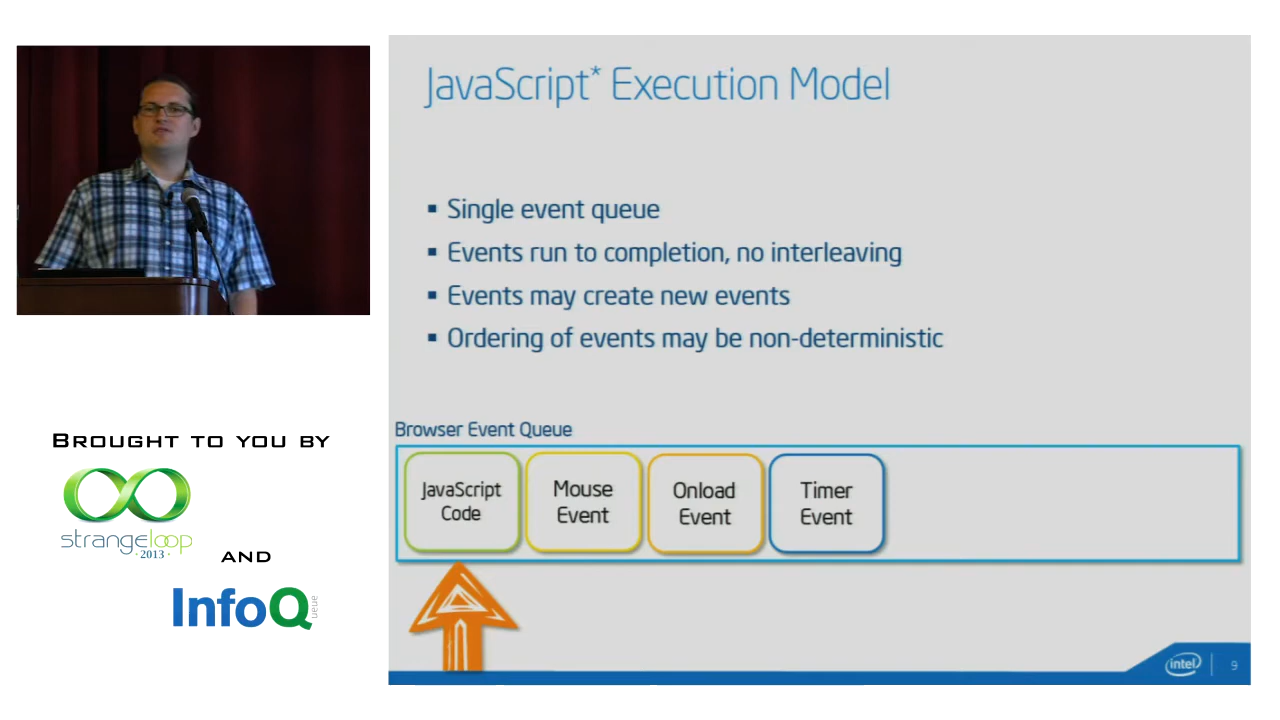 JavaScript* Execution Model
▪ Single event queue
▪ Events run to completion, no interleaving
▪ Events may create new events
▪ Ordering of events may be non-deterministic
Browser Event Queue
JavaScript
Code
Mouse
Event
Onload
Event
Timer
Event
intel
9
BROUGHT TO YOU BY
strangeloop
· 2013 ·
AND
InfoQ
ueue